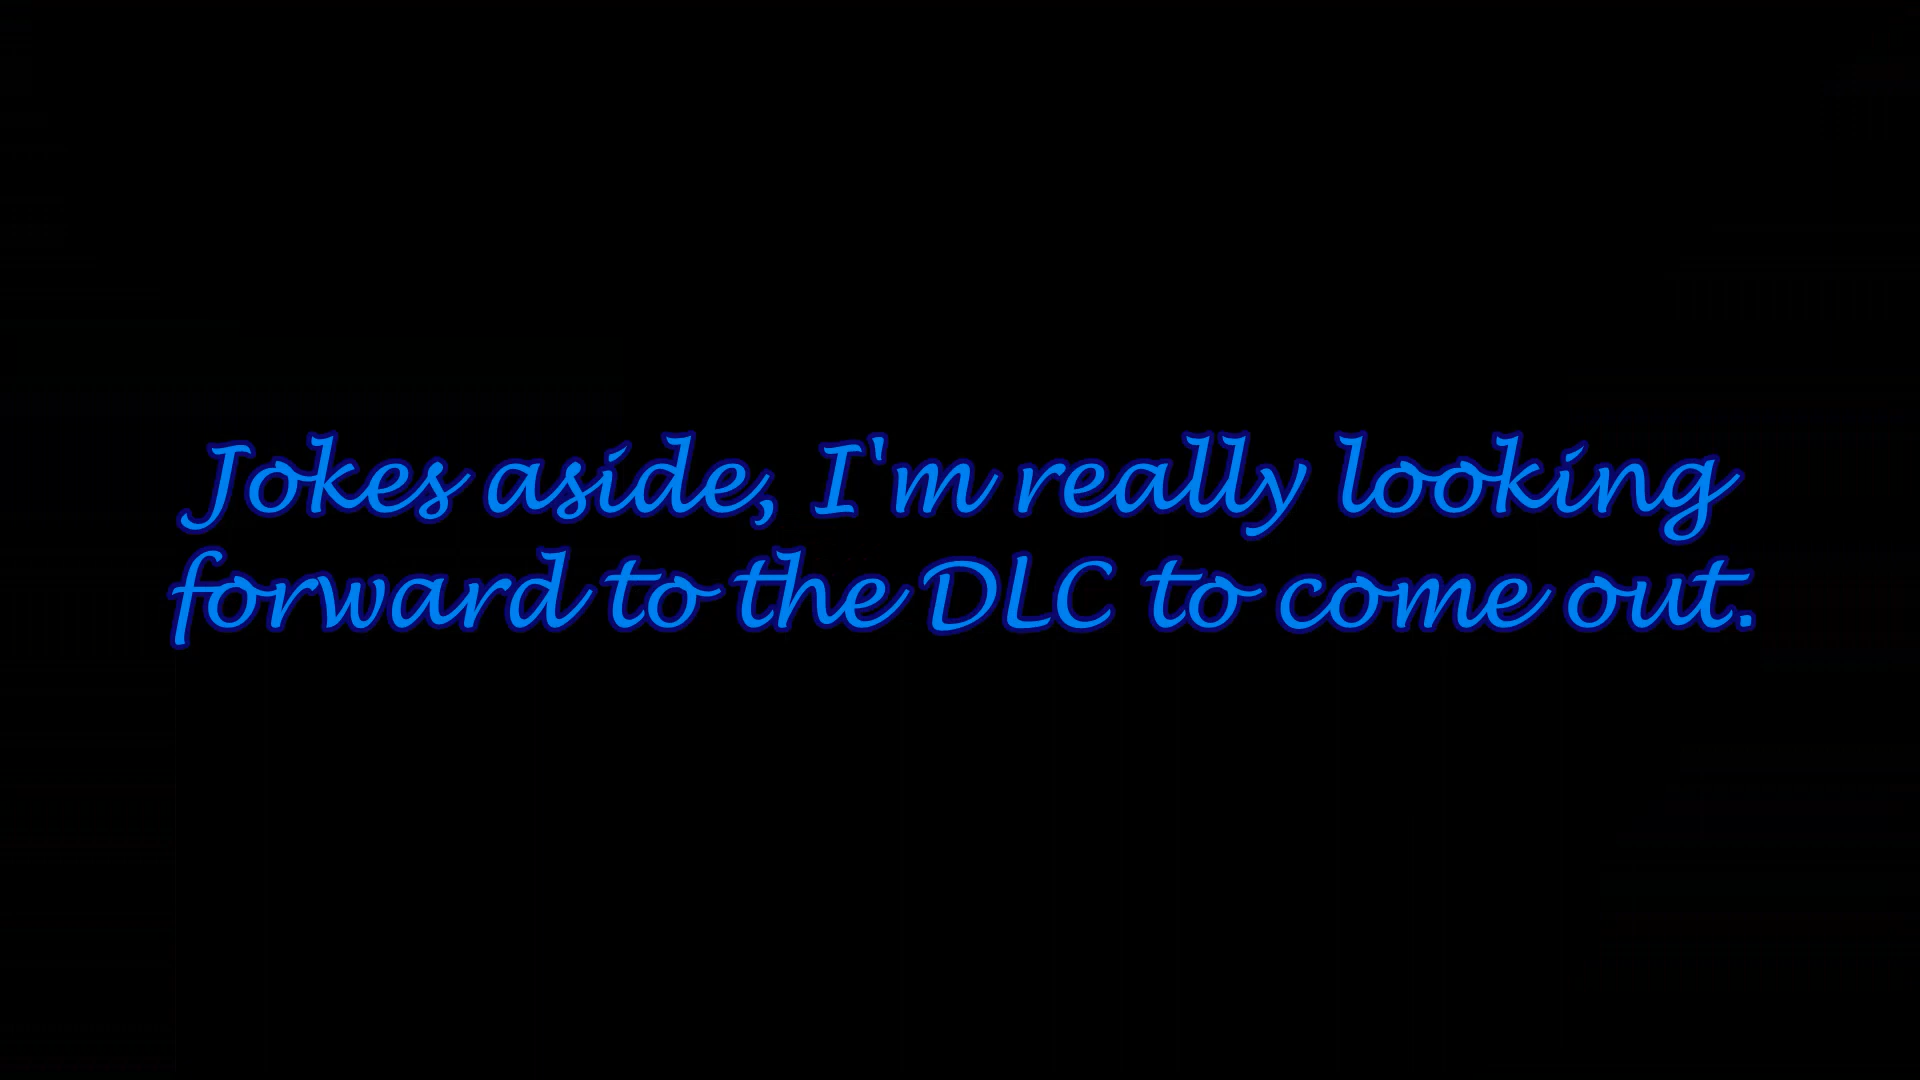 Jokes aside, I'm really looking
forward to the DLC to come out.